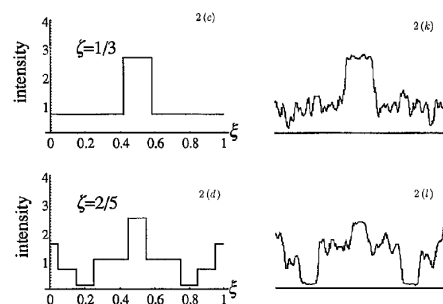 2(c)
2(k)
4
3
2
1
intensity
ζ=1/3
ξ
0 0.2 0.4 0.6 0.8 1
2(d)
2(l)
4
3
2
1
intensity
ζ=2/5
ξ
0 0.2 0.4 0.6 0.8 1